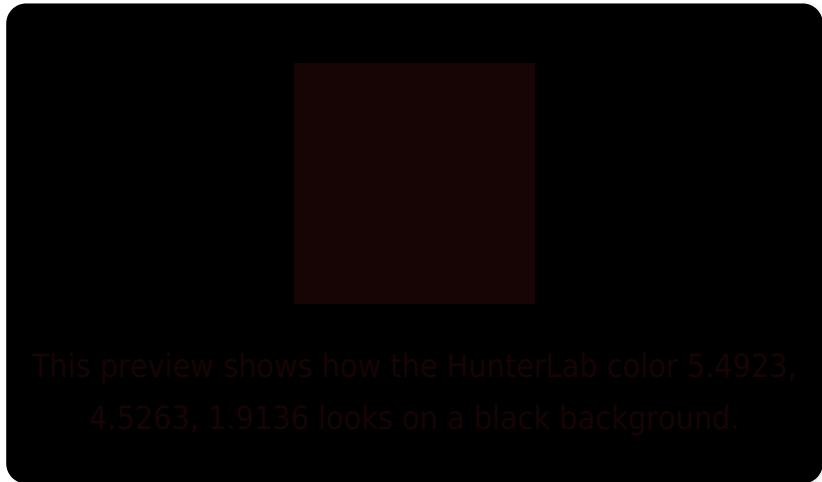 This preview shows how the HunterLab color 5.4923,
4.5263, 1.9136 looks on a black background.